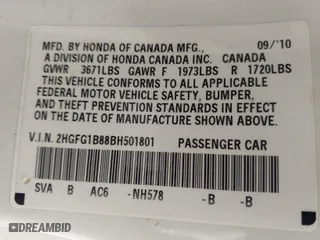 MFD. BY HONDA OF CANADA MFG., 09/'10
A DIVISION OF HONDA CANADA INC. CANADA
GVWR 3671LBS GAWR F 1973LBS R 1720LBS
THIS VEHICLE CONFORMS TO ALL APPLICABLE
FEDERAL MOTOR VEHICLE SAFETY, BUMPER,
AND THEFT PREVENTION STANDARDS IN EFFECT
ON THE DATE OF MANUFACTURE SHOWN ABOVE.
V.I.N. 2HGFG1B88BH501801 PASSENGER CAR
SVA B AC6 -NH578 -B -B
DREAMBID